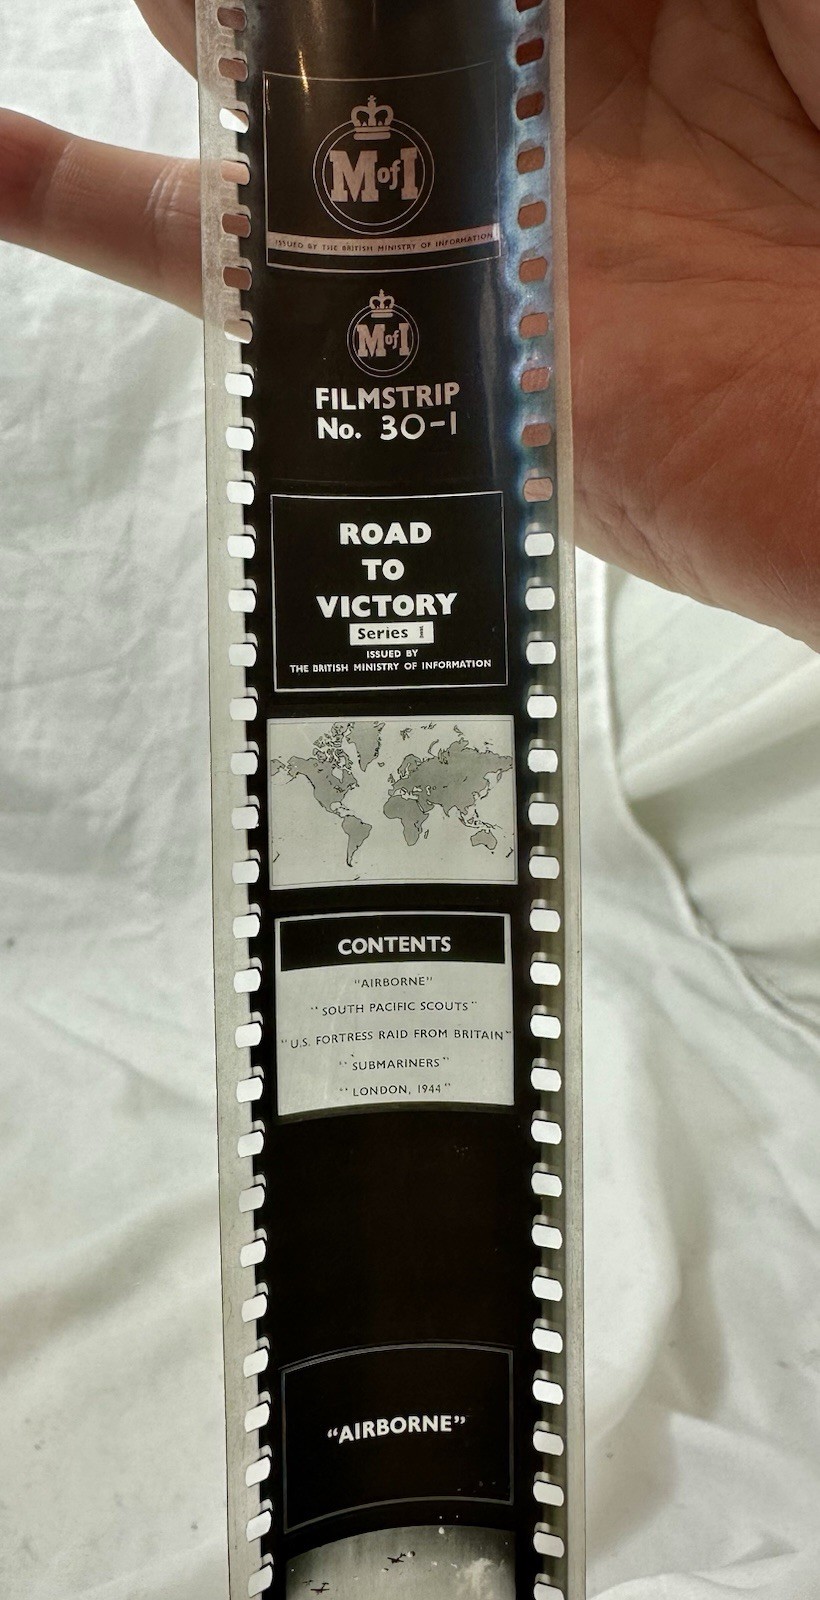 MofI
ISSUED BY THE BRITISH MINISTRY OF INFORMATION
MofI
FILMSTRIP
No. 30-1
ROAD
TO
VICTORY
Series 1
ISSUED BY
THE BRITISH MINISTRY OF INFORMATION
CONTENTS
"AIRBORNE"
"SOUTH PACIFIC SCOUTS"
"U.S. FORTRESS RAID FROM BRITAIN"
"SUBMARINERS"
"LONDON, 1944"
"AIRBORNE"